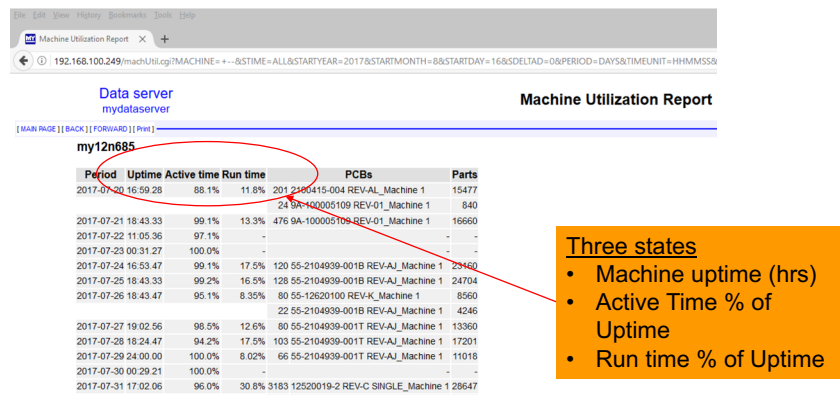 File Edit View History Bookmarks Tools Help
MY Machine Utilization Report × +
192.168.100.249/machUtil.cgi?MACHINE=+--&STIME=ALL&STARTYEAR=2017&STARTMONTH=8&STARTDAY=16&SDELTAD=0&PERIOD=DAYS&TIMEUNIT=HHMMSS&
Data server
mydataserver
Machine Utilization Report
[ MAIN PAGE ] [ BACK ] [ FORWARD ] [ Print ]
my12n685
Period Uptime Active time Run time PCBs Parts
2017-07-20 16:59.28 88.1% 11.8% 201 2100415-004 REV-AL_Machine 1 15477
24 9A-100005109 REV-01_Machine 1 840
2017-07-21 18:43.33 99.1% 13.3% 476 9A-100005109 REV-01_Machine 1 16660
2017-07-22 11:05.36 97.1% - - -
2017-07-23 00:31.27 100.0% - - -
2017-07-24 16:53.47 99.1% 17.5% 120 55-2104939-001B REV-AJ_Machine 1 23160
2017-07-25 18:43.33 99.2% 16.5% 128 55-2104939-001B REV-AJ_Machine 1 24704
2017-07-26 18:43.47 95.1% 8.35% 80 55-12620100 REV-K_Machine 1 8560
22 55-2104939-001B REV-AJ_Machine 1 4246
2017-07-27 19:02.56 98.5% 12.6% 80 55-2104939-001T REV-AJ_Machine 1 13360
2017-07-28 18:24.47 94.2% 17.5% 103 55-2104939-001T REV-AJ_Machine 1 17201
2017-07-29 24:00.00 100.0% 8.02% 66 55-2104939-001T REV-AJ_Machine 1 11018
2017-07-30 00:29.21 100.0% - - -
2017-07-31 17:02.06 96.0% 30.8% 3183 12520019-2 REV-C SINGLE_Machine 1 28647
Three states
• Machine uptime (hrs)
• Active Time % of
Uptime
• Run time % of Uptime